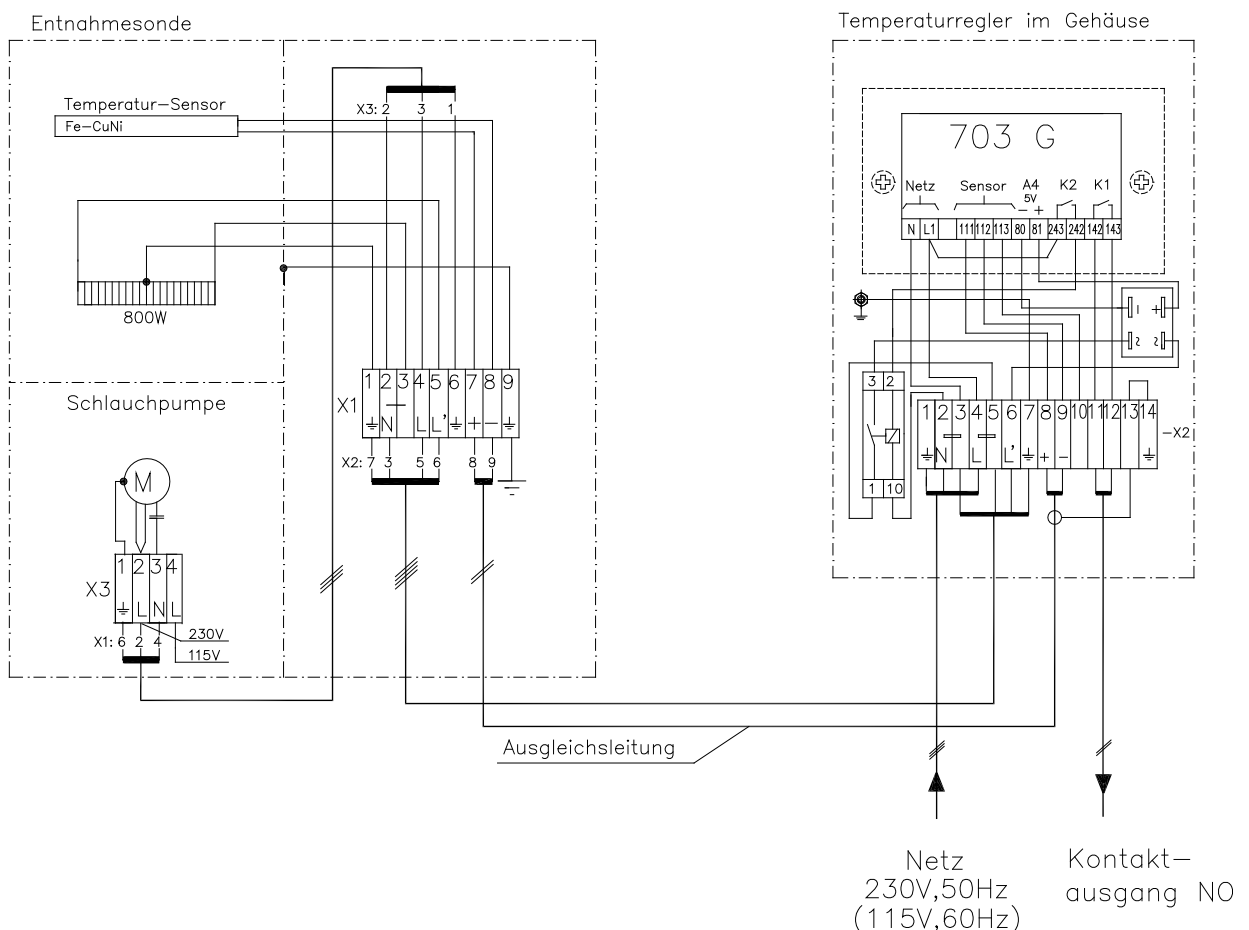 Entnahmesonde
Temperaturregler im Gehäuse
X3: 2 3 1
Temperatur-Sensor
Fe-CuNi
800W
703 G
Netz Sensor A4 K2 K1
5V
- +
N L1 111 112 113 80 81 243 242 142 143
- +
~ ~
Schlauchpumpe
X1
1 2 3 4 5 6 7 8 9
N L L' + -
X2: 7 3 5 6 8 9
3 2
1 10
1 2 3 4 5 6 7 8 9 10 11 12 13 14
N L L' + -
-X2
M
X3
1 2 3 4
L N L
X1: 6 2 4
230V
115V
Ausgleichsleitung
Netz
230V,50Hz
(115V,60Hz)
Kontakt-
ausgang NO